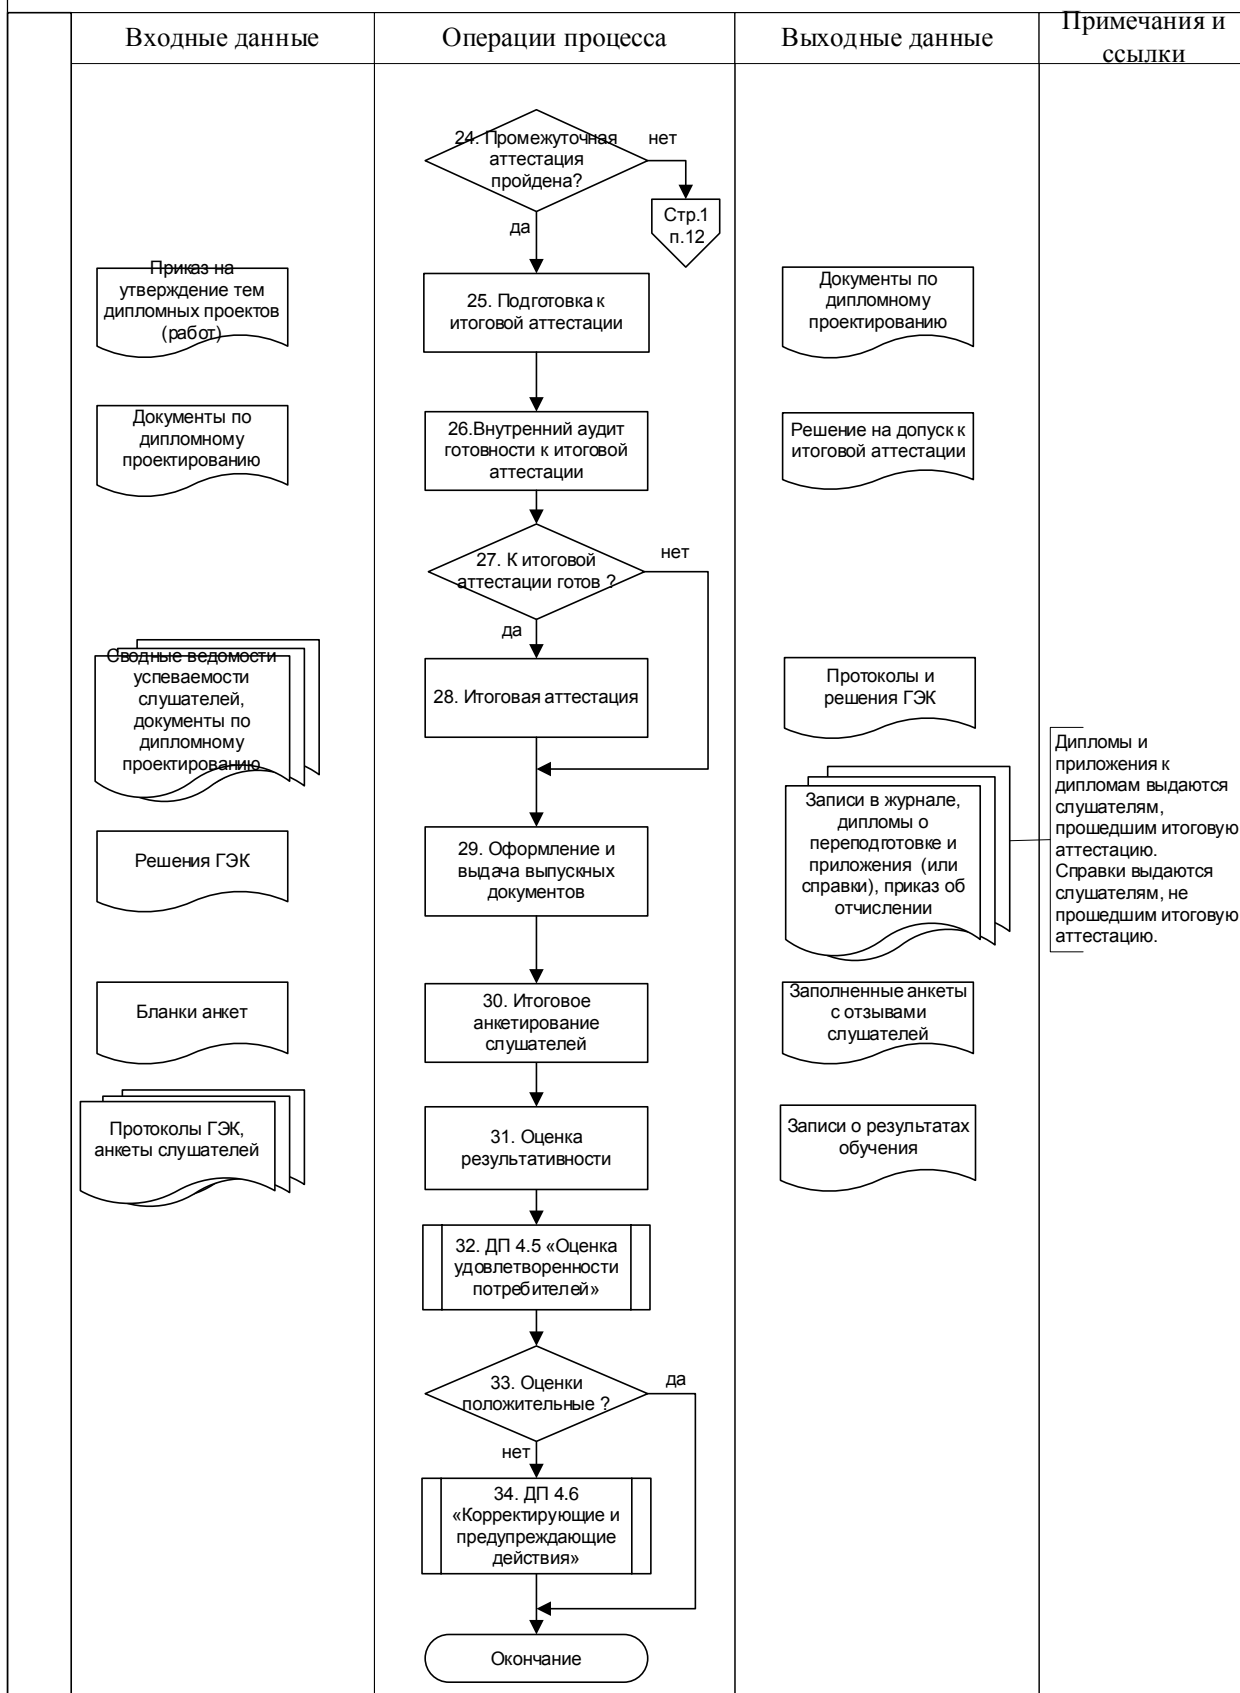 Входные данные
Операции процесса
Выходные данные
Примечания и
ссылки
24. Промежуточная
аттестация
пройдена?
нет
Стр.1
п.12
да
Приказ на
утверждение тем
дипломных проектов
(работ)
25. Подготовка к
итоговой аттестации
Документы по
дипломному
проектированию
Документы по
дипломному
проектированию
26.Внутренний аудит
готовности к итоговой
аттестации
Решение на допуск к
итоговой аттестации
27. К итоговой
аттестации готов ?
нет
да
Сводные ведомости
успеваемости
слушателей,
документы по
дипломному
проектированию
28. Итоговая аттестация
Протоколы и
решения ГЭК
Дипломы и
приложения к
дипломам выдаются
слушателям,
прошедшим итоговую
аттестацию.
Справки выдаются
слушателям, не
прошедшим итоговую
аттестацию.
Решения ГЭК
29. Оформление и
выдача выпускных
документов
Записи в журнале,
дипломы о
переподготовке и
приложения (или
справки), приказ об
отчислении
Бланки анкет
30. Итоговое
анкетирование
слушателей
Заполненные анкеты
с отзывами
слушателей
Протоколы ГЭК,
анкеты слушателей
31. Оценка
результативности
Записи о результатах
обучения
32. ДП 4.5 «Оценка
удовлетворенности
потребителей»
33. Оценки
положительные ?
да
нет
34. ДП 4.6
«Корректирующие и
предупреждающие
действия»
Окончание